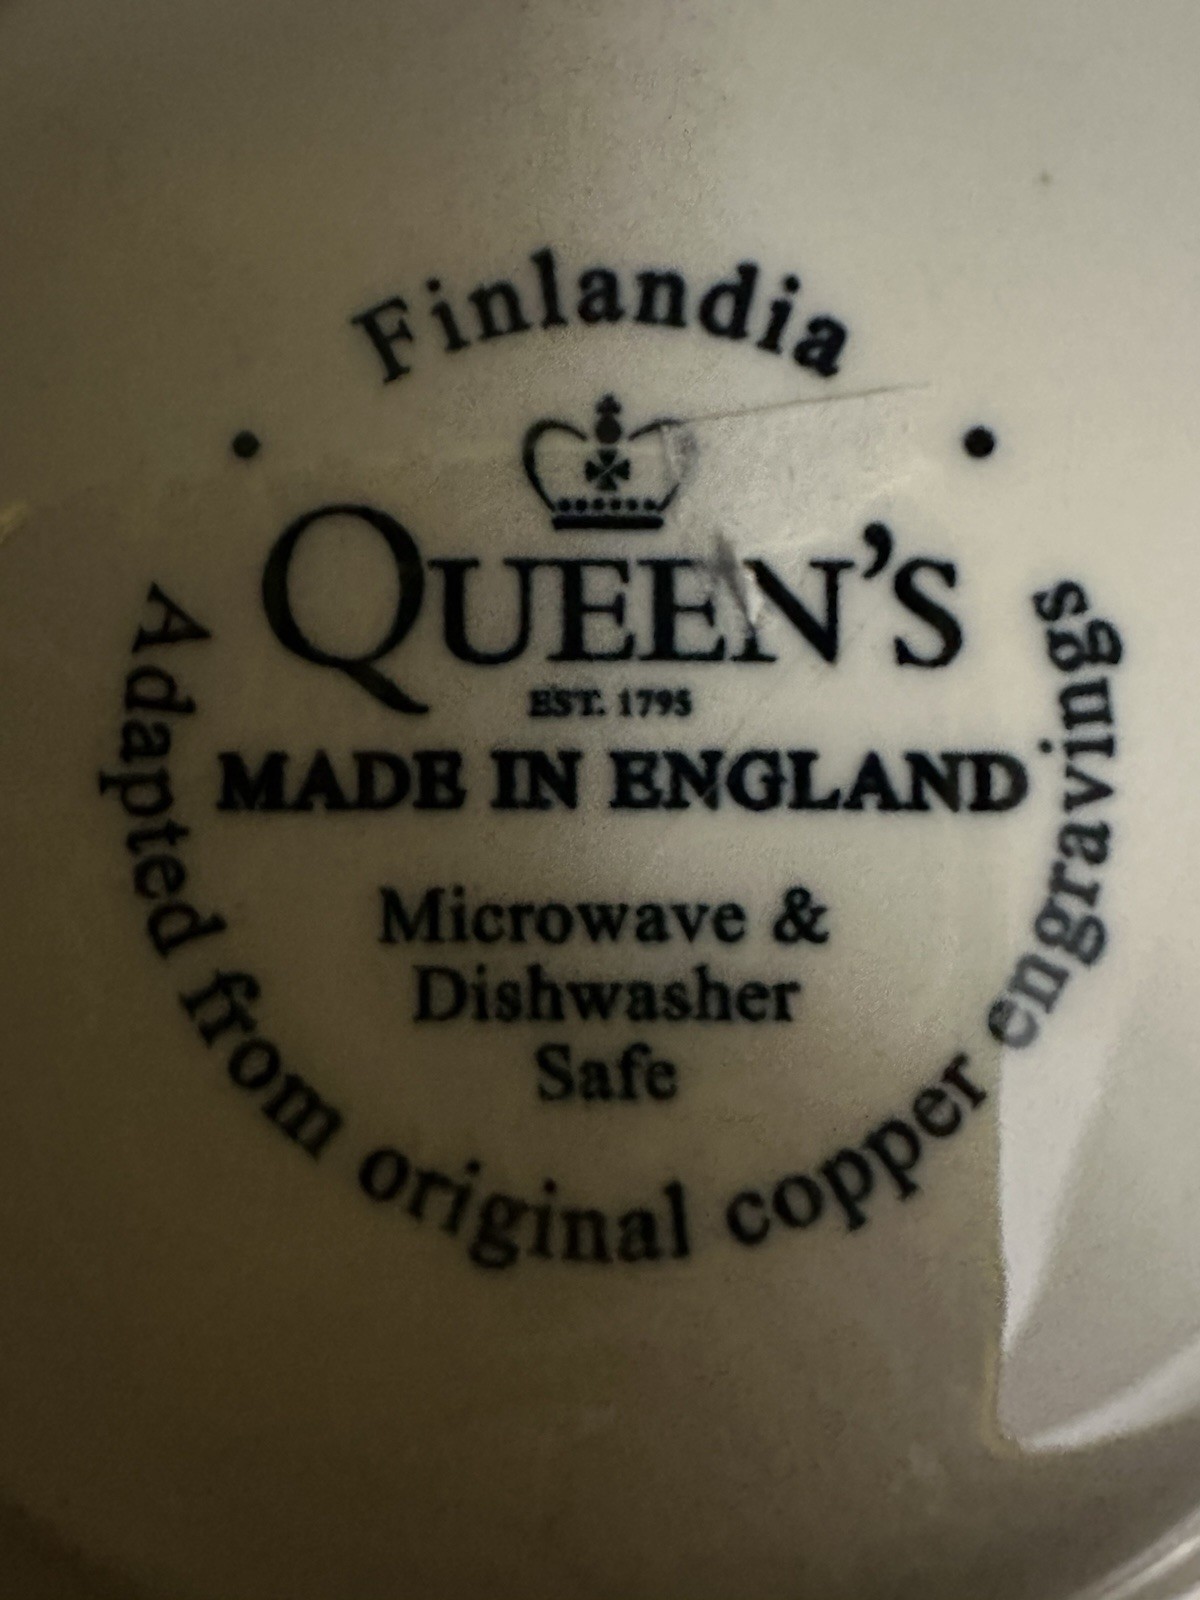 Finlandia
QUEEN'S
EST. 1795
MADE IN ENGLAND
Microwave &
Dishwasher
Safe
Adapted from original copper engravings